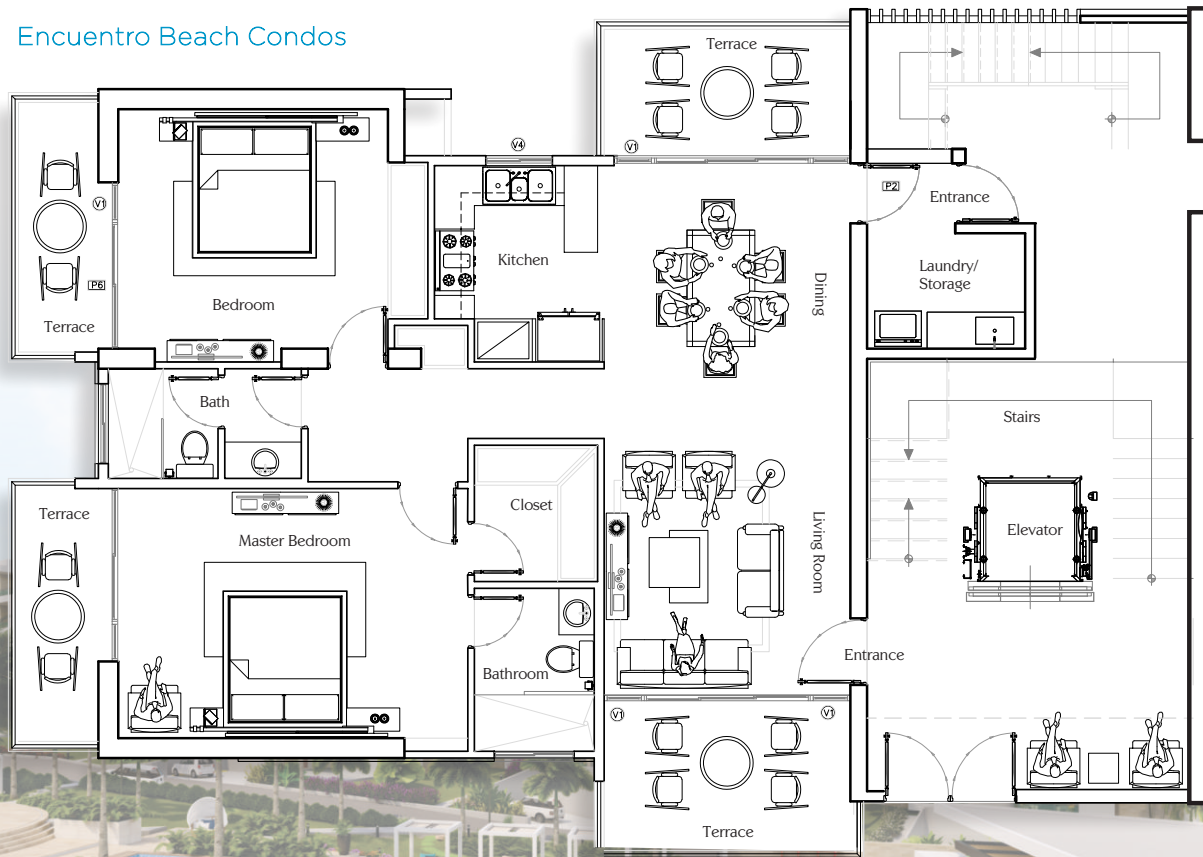 Encuentro Beach Condos
Terrace
V4
V1
P2
Entrance
V1
Kitchen
Laundry/
Storage
P6
Bedroom
Dining
Terrace
Bath
Stairs
Terrace
Closet
Living Room
Master Bedroom
Elevator
Entrance
Bathroom
V1
V1
Terrace